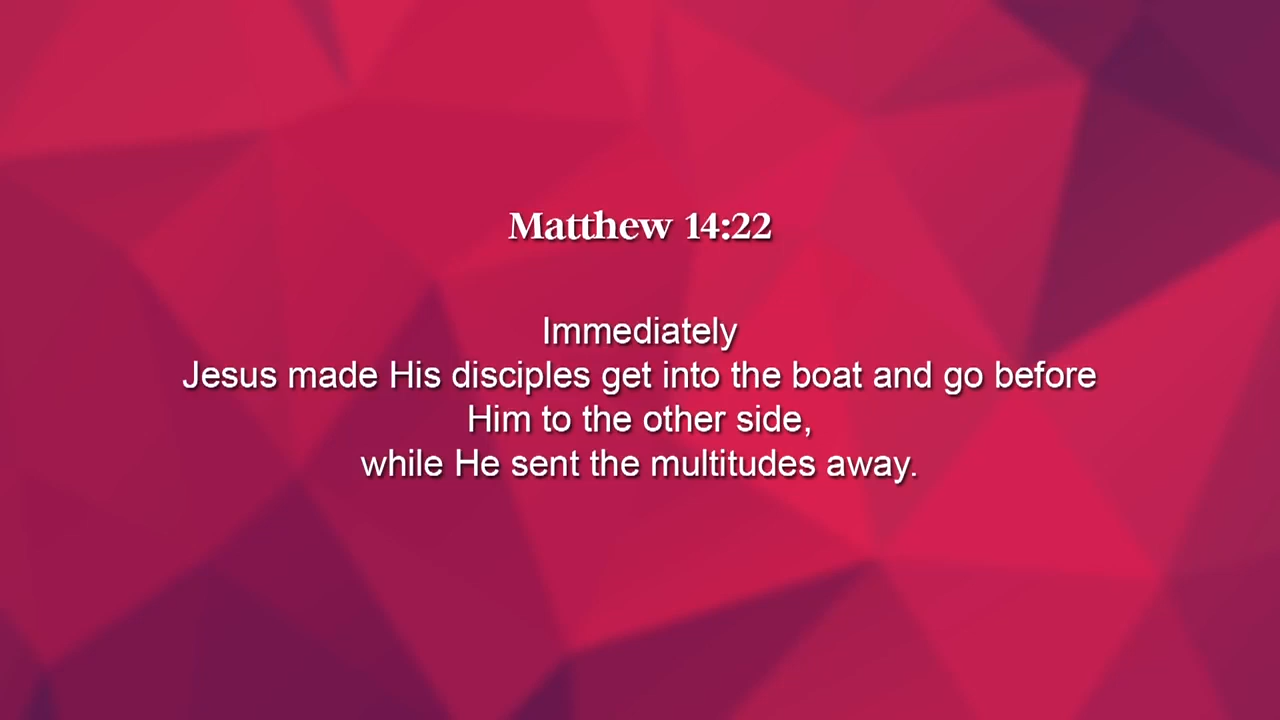 Matthew 14:22
Immediately
Jesus made His disciples get into the boat and go before
Him to the other side,
while He sent the multitudes away.